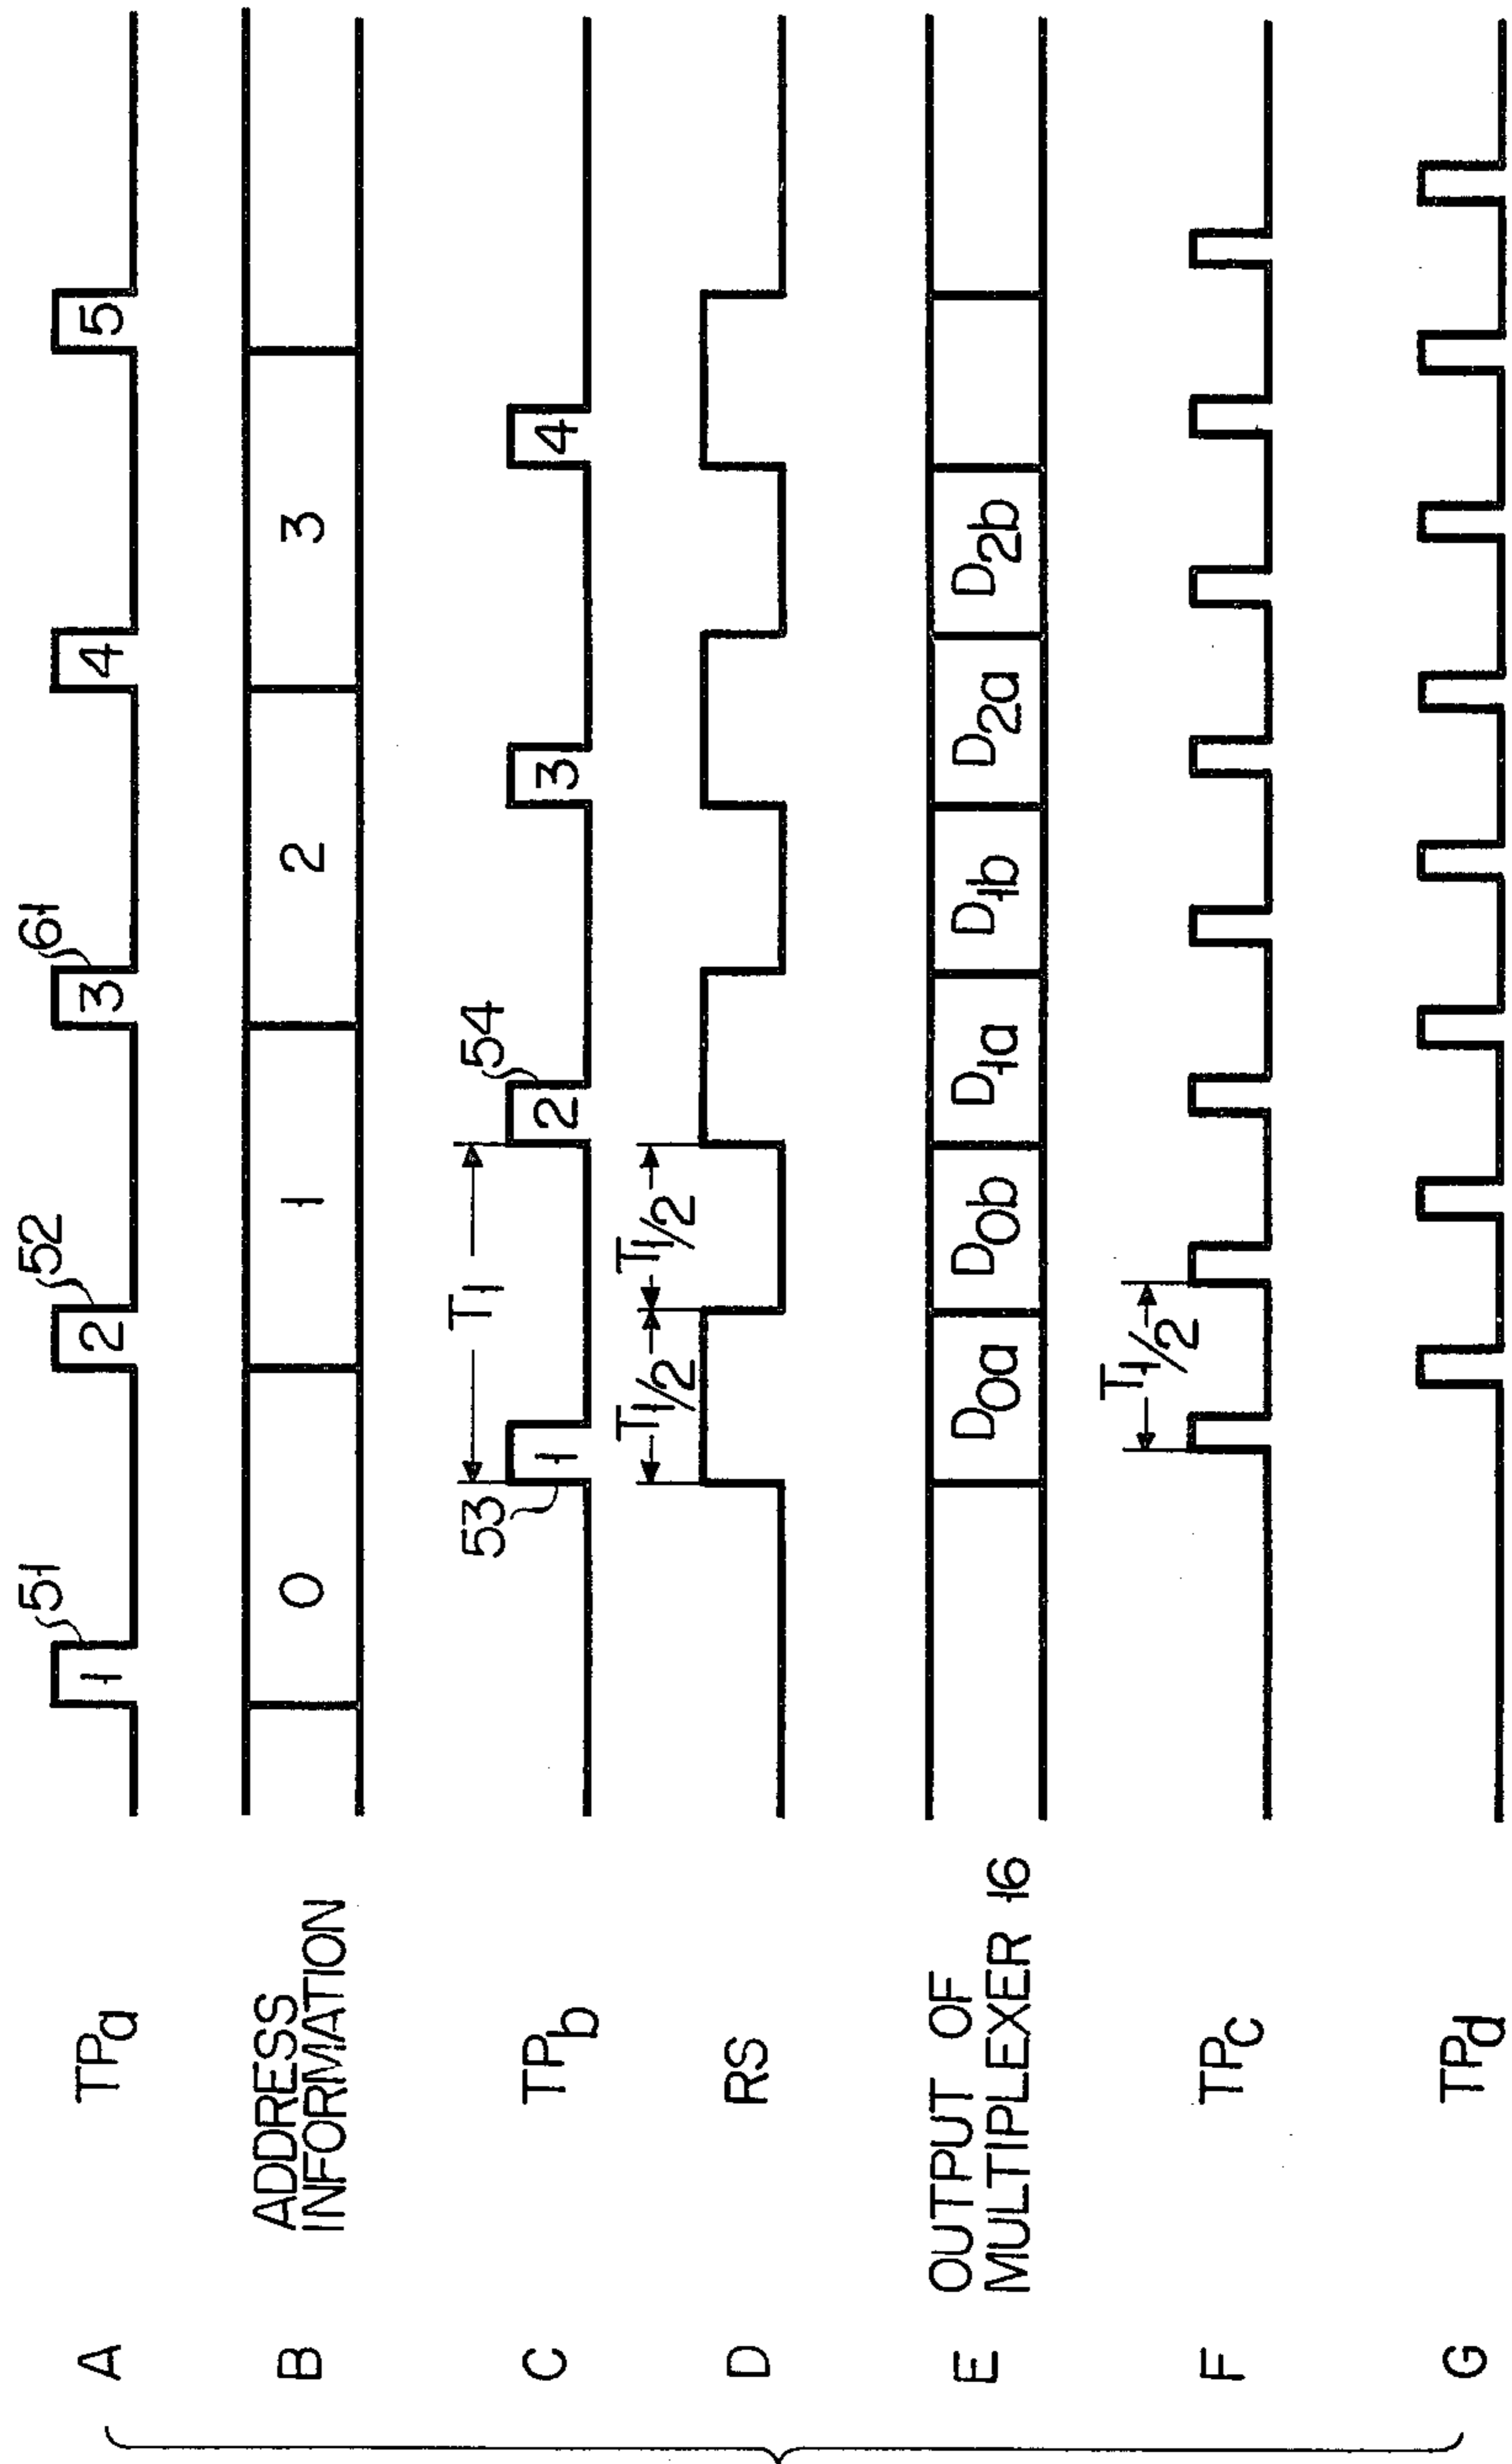 A TPa 1 51 2 52 3 61 4 5
B ADDRESS
INFORMATION 0 1 2 3
C TPb 53 1 T1 2 54 3 4
D RS T1/2 T1/2
E OUTPUT OF
MULTIPLEXER 16 D0a D0b D1a D1b D2a D2b
F TPc T1/2
G TPd